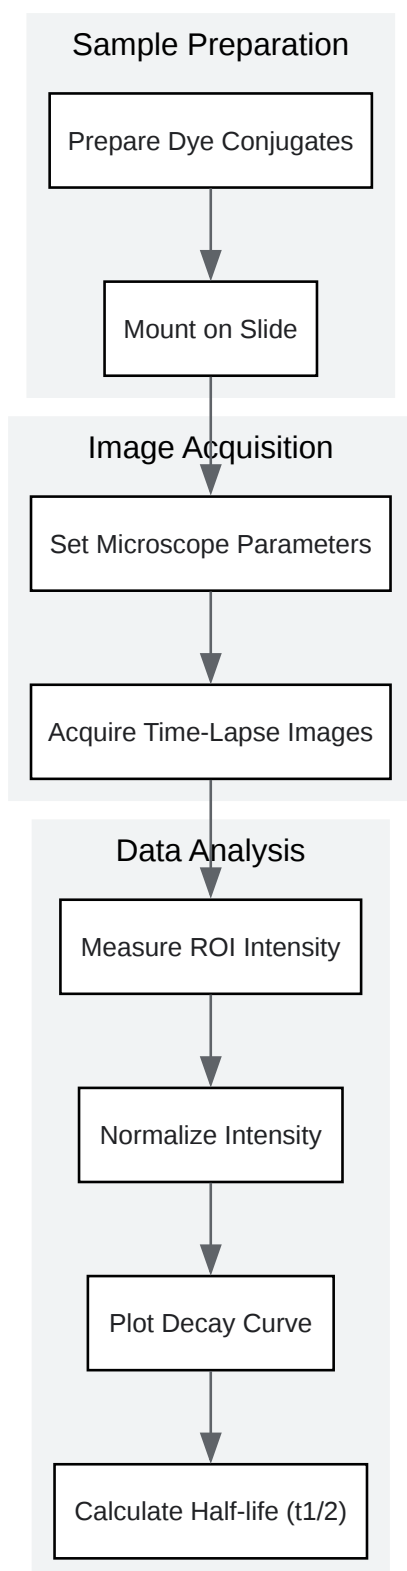 Sample Preparation
Prepare Dye Conjugates
Mount on Slide
Image Acquisition
Set Microscope Parameters
Acquire Time-Lapse Images
Data Analysis
Measure ROI Intensity
Normalize Intensity
Plot Decay Curve
Calculate Half-life (t1/2)